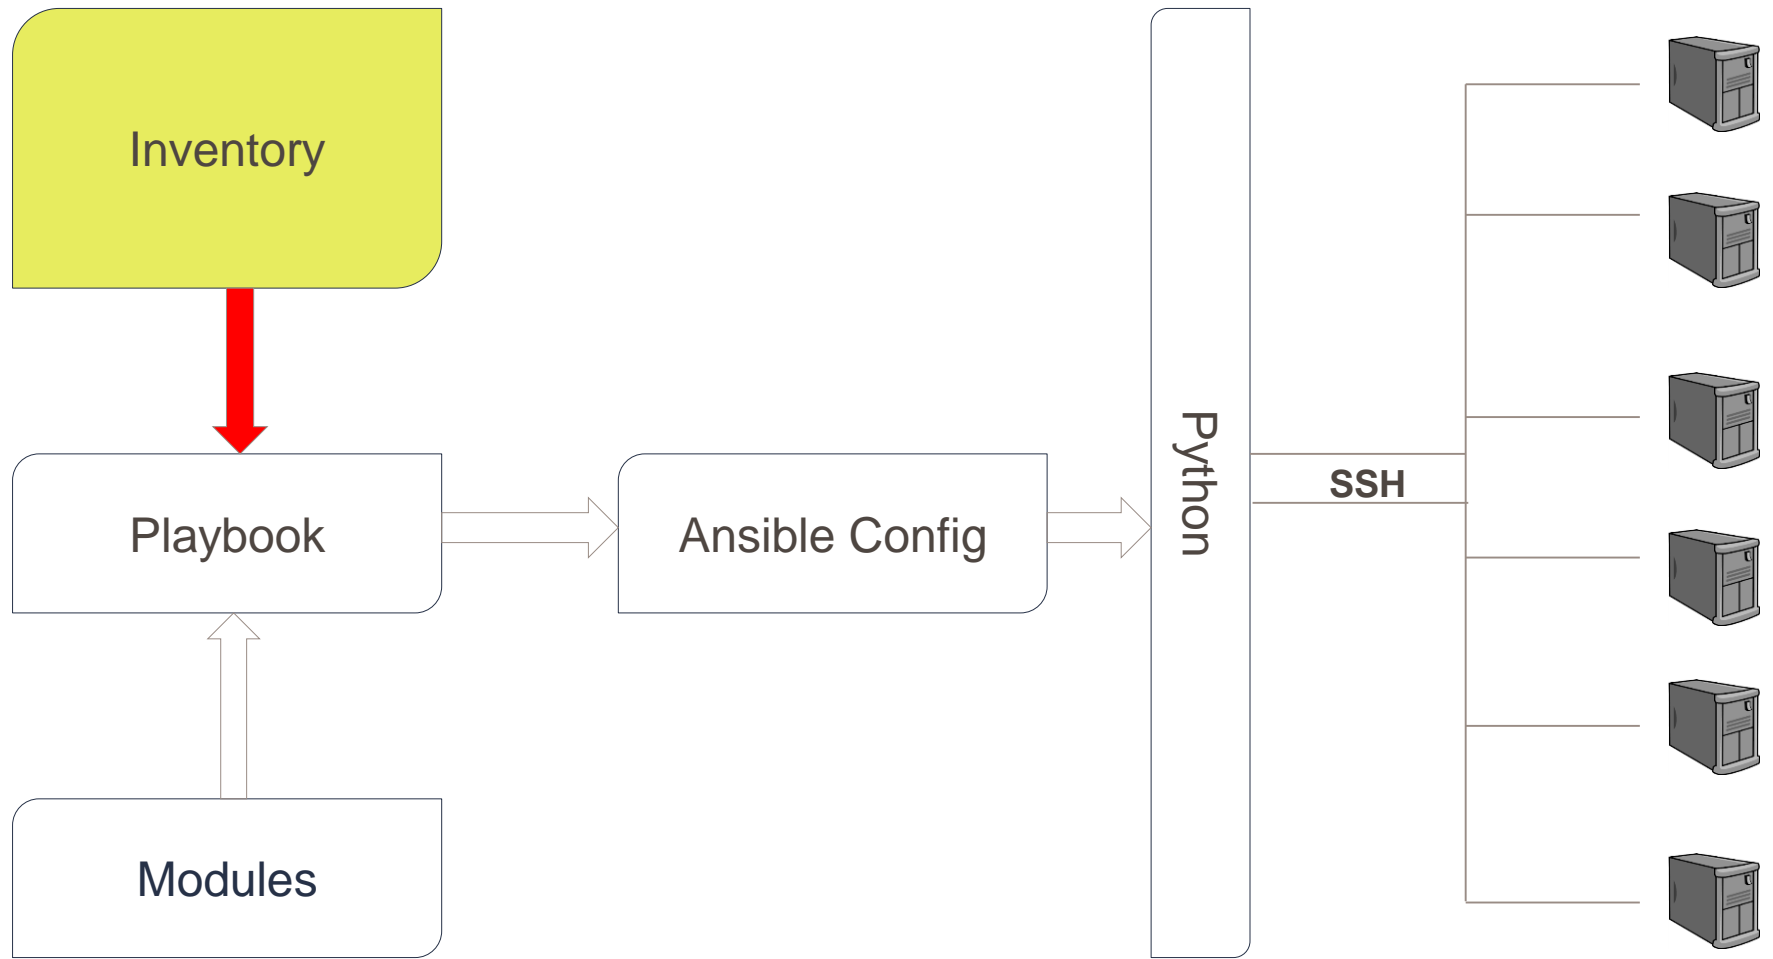 Inventory
Playbook
Ansible Config
Python
SSH
Modules